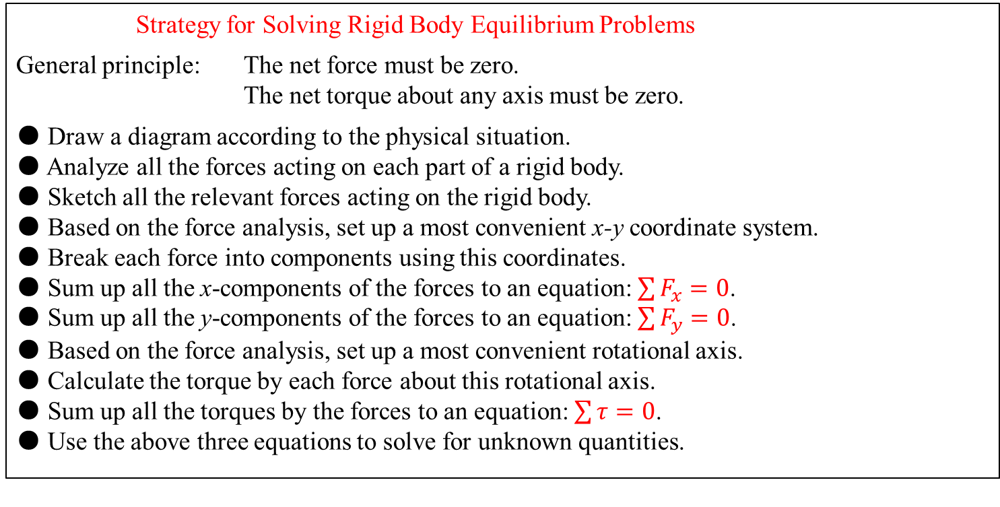 Strategy for Solving Rigid Body Equilibrium Problems
General principle: The net force must be zero.
The net torque about any axis must be zero.
● Draw a diagram according to the physical situation.
● Analyze all the forces acting on each part of a rigid body.
● Sketch all the relevant forces acting on the rigid body.
● Based on the force analysis, set up a most convenient x-y coordinate system.
● Break each force into components using this coordinates.
● Sum up all the x-components of the forces to an equation: ∑ Fₓ = 0.
● Sum up all the y-components of the forces to an equation: ∑ F_y = 0.
● Based on the force analysis, set up a most convenient rotational axis.
● Calculate the torque by each force about this rotational axis.
● Sum up all the torques by the forces to an equation: ∑ τ = 0.
● Use the above three equations to solve for unknown quantities.